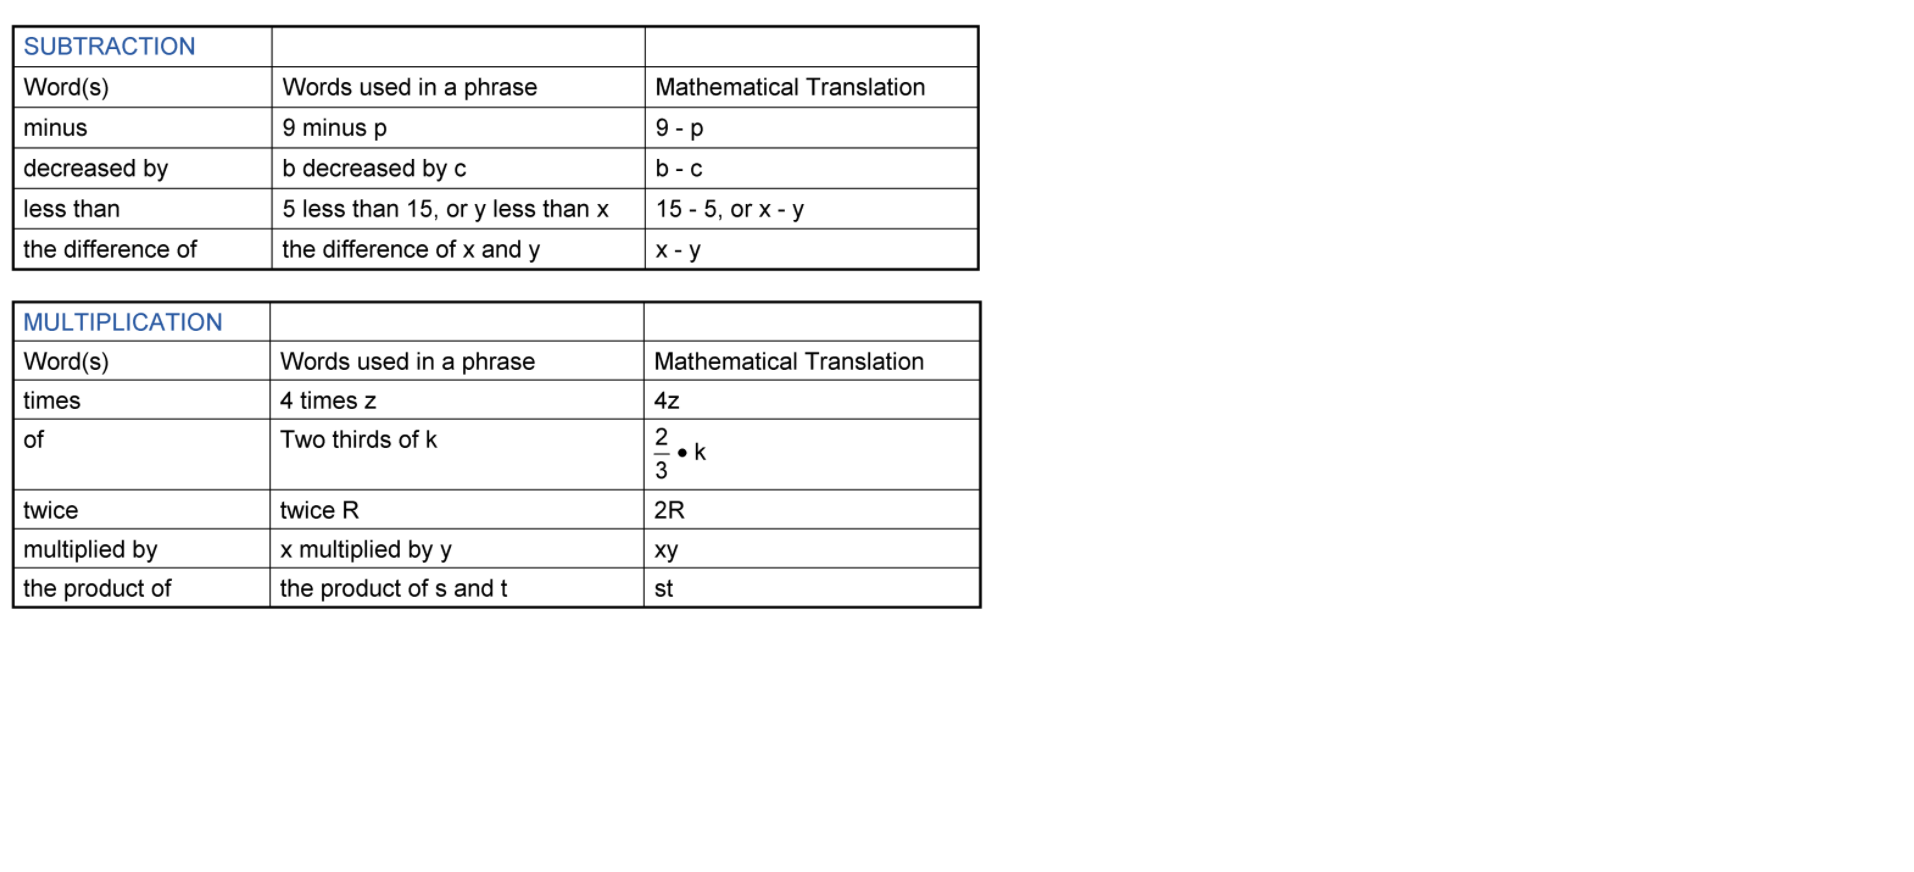 SUBTRACTION
Word(s) Words used in a phrase Mathematical Translation
minus 9 minus p 9 - p
decreased by b decreased by c b - c
less than 5 less than 15, or y less than x 15 - 5, or x - y
the difference of the difference of x and y x - y
MULTIPLICATION
Word(s) Words used in a phrase Mathematical Translation
times 4 times z 4z
of Two thirds of k 2/3 • k
twice twice R 2R
multiplied by x multiplied by y xy
the product of the product of s and t st